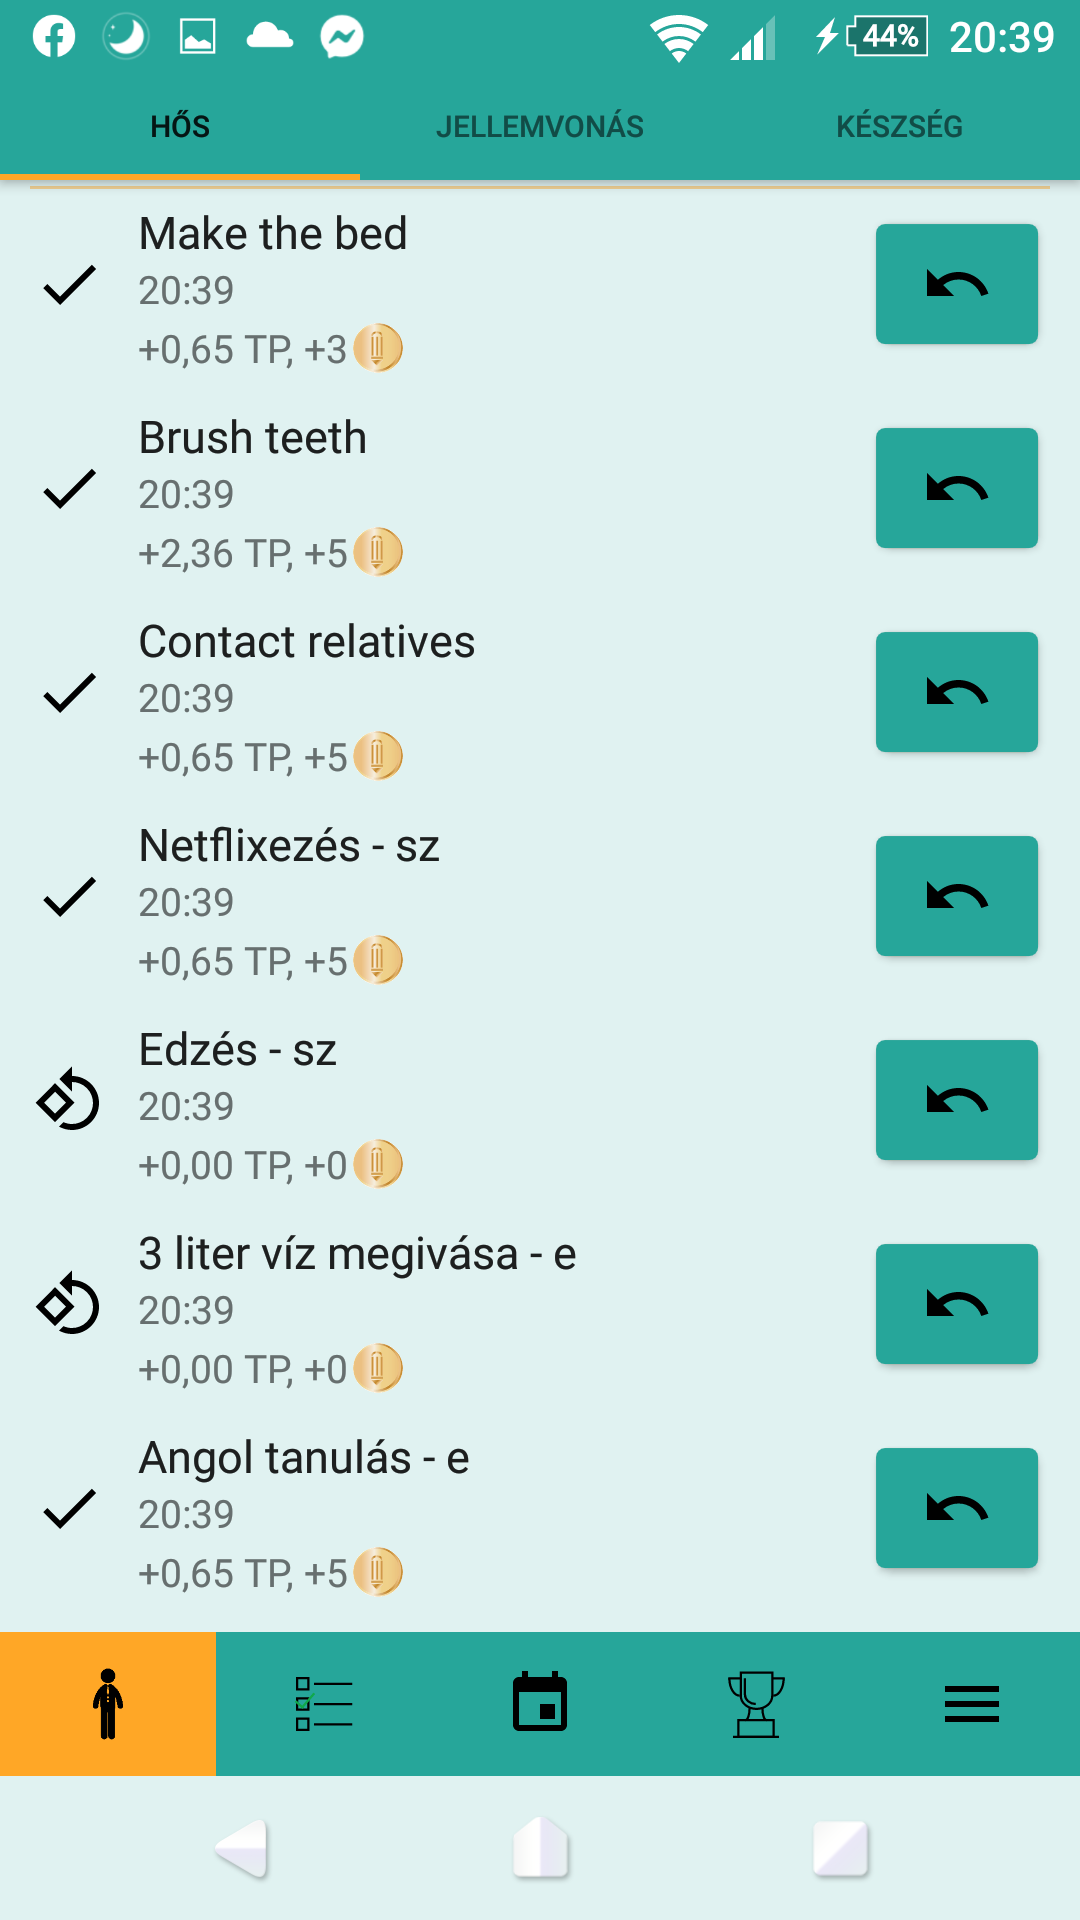 44% 20:39
HŐS JELLEMVONÁS KÉSZSÉG
Make the bed
20:39
+0,65 TP, +3
Brush teeth
20:39
+2,36 TP, +5
Contact relatives
20:39
+0,65 TP, +5
Netflixezés - sz
20:39
+0,65 TP, +5
Edzés - sz
20:39
+0,00 TP, +0
3 liter víz megivása - e
20:39
+0,00 TP, +0
Angol tanulás - e
20:39
+0,65 TP, +5